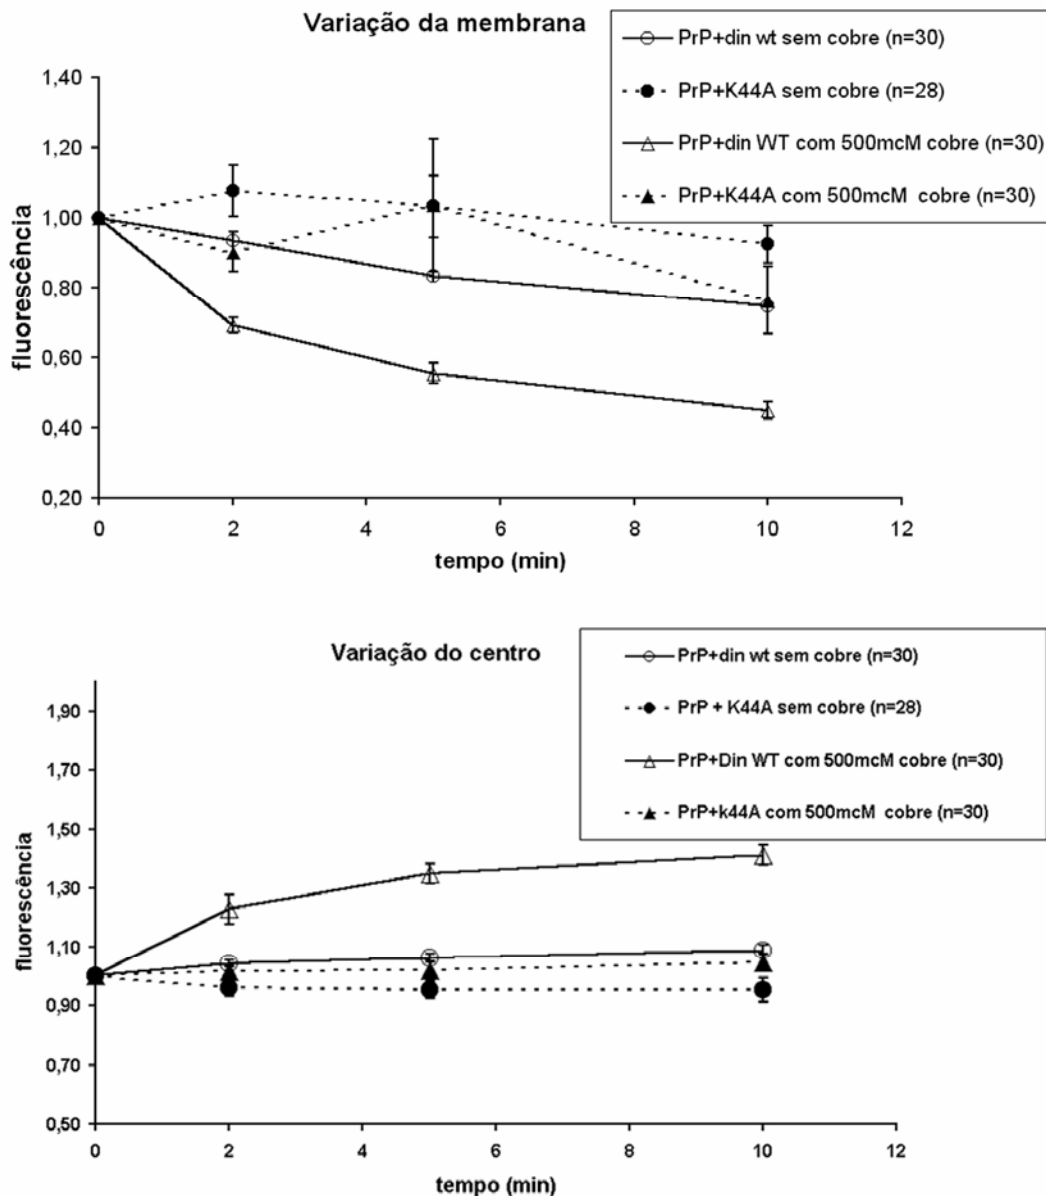 Variação da membrana
PrP+din wt sem cobre (n=30)
PrP+K44A sem cobre (n=28)
PrP+din WT com 500mcM cobre (n=30)
PrP+K44A com 500mcM cobre (n=30)
1,40
1,20
1,00
0,80
0,60
0,40
0,20
fluorescência
0 2 4 6 8 10 12
tempo (min)
Variação do centro
PrP+din wt sem cobre (n=30)
PrP + K44A sem cobre (n=28)
PrP+Din WT com 500mcM cobre (n=30)
PrP+k44A com 500mcM cobre (n=30)
1,90
1,70
1,50
1,30
1,10
0,90
0,70
0,50
fluorescência
0 2 4 6 8 10 12
tempo (min)